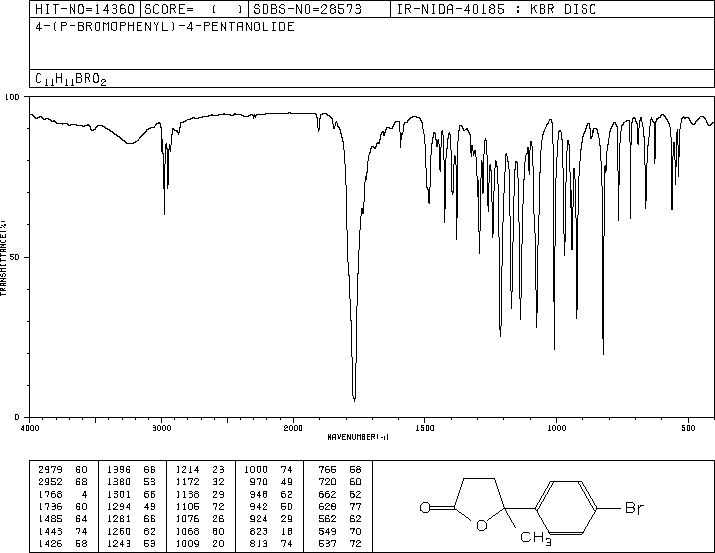 HIT-NO=14360 SCORE= ( ) SDBS-NO=28573 IR-NIDA-40185 : KBR DISC
4-(P-BROMOPHENYL)-4-PENTANOLIDE
C11H11BRO2
100
50
0
TRANSMITTANCE(%)
4000 3000 2000 1500 1000 500
WAVENUMBER(-1)
2979 60 1396 66 1214 23 1000 74 766 58
2952 68 1380 53 1172 32 970 49 720 60
1768 4 1301 66 1138 29 948 62 662 62
1736 60 1294 49 1105 72 942 50 628 77
1485 64 1281 66 1076 26 924 29 562 62
1443 74 1260 62 1066 80 823 18 549 70
1426 68 1243 53 1009 20 813 74 537 72
O
O
CH3
Br